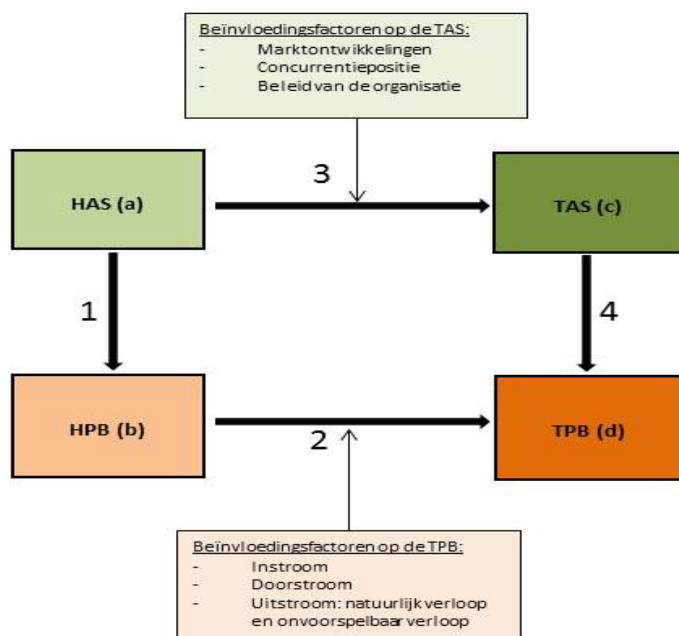 Beïnvloedingsfactoren op de TAS:
- Marktontwikkelingen
- Concurrentiepositie
- Beleid van de organisatie
3
HAS (a)
TAS (c)
1
4
HPB (b)
TPB (d)
2
Beïnvloedingsfactoren op de TPB:
- Instroom
- Doorstroom
- Uitstroom: natuurlijk verloop
en onvoorspelbaar verloop